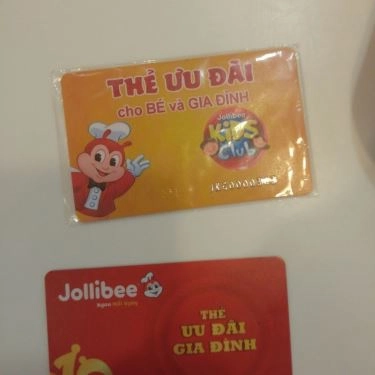 THẺ ƯU ĐÃI
cho BÉ và GIA ĐÌNH
Jollibee
KiDS
Club
Jollibee
THẺ
ƯU ĐÃI
GIA ĐÌNH